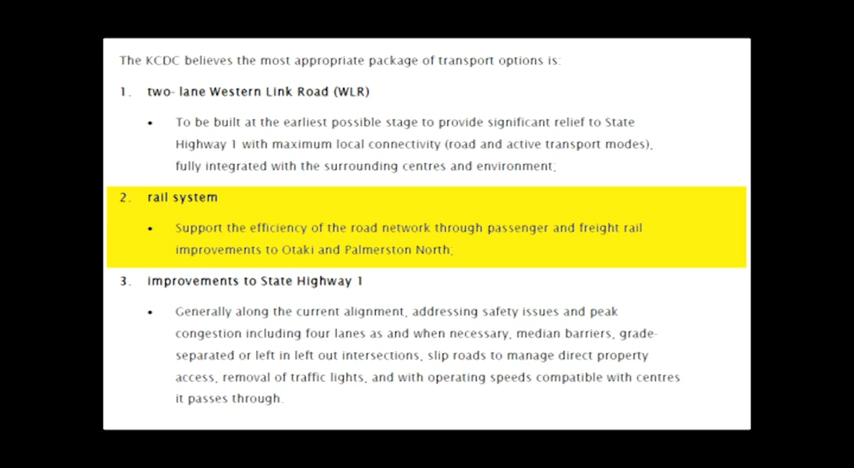 The KCDC believes the most appropriate package of transport options is:
1. two- lane Western Link Road (WLR)
• To be built at the earliest possible stage to provide significant relief to State
Highway 1 with maximum local connectivity (road and active transport modes),
fully integrated with the surrounding centres and environment;
2. rail system
• Support the efficiency of the road network through passenger and freight rail
improvements to Otaki and Palmerston North;
3. improvements to State Highway 1
• Generally along the current alignment, addressing safety issues and peak
congestion including four lanes as and when necessary, median barriers, grade-
separated or left in left out intersections, slip roads to manage direct property
access, removal of traffic lights, and with operating speeds compatible with centres
it passes through.